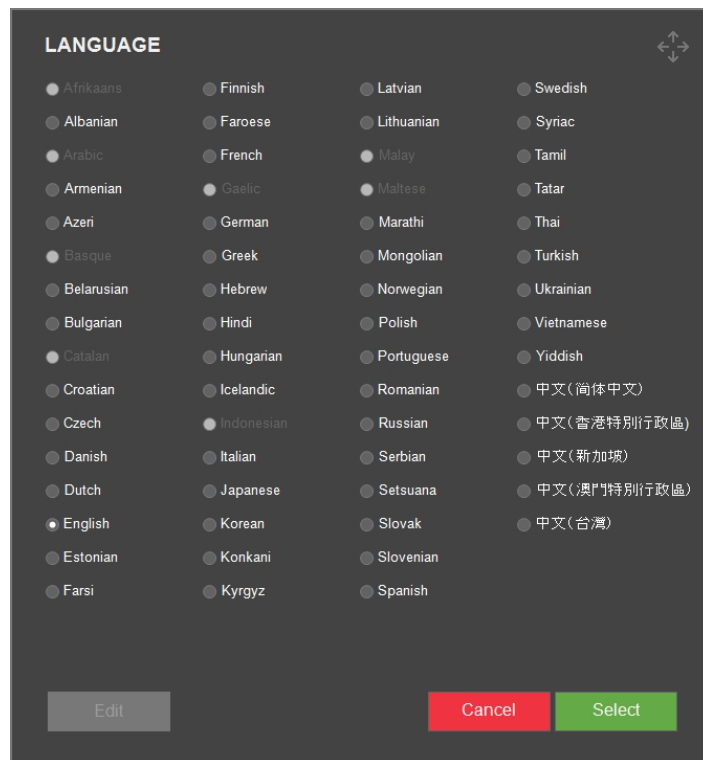 LANGUAGE
Afrikaans
Albanian
Arabic
Armenian
Azeri
Basque
Belarusian
Bulgarian
Catalan
Croatian
Czech
Danish
Dutch
English
Estonian
Farsi
Finnish
Faroese
French
Gaelic
German
Greek
Hebrew
Hindi
Hungarian
Icelandic
Indonesian
Italian
Japanese
Korean
Konkani
Kyrgyz
Latvian
Lithuanian
Malay
Maltese
Marathi
Mongolian
Norwegian
Polish
Portuguese
Romanian
Russian
Serbian
Setsuana
Slovak
Slovenian
Spanish
Swedish
Syriac
Tamil
Tatar
Thai
Turkish
Ukrainian
Vietnamese
Yiddish
中文(简体中文)
中文(香港特別行政區)
中文(新加坡)
中文(澳門特別行政區)
中文(台灣)
Edit
Cancel
Select